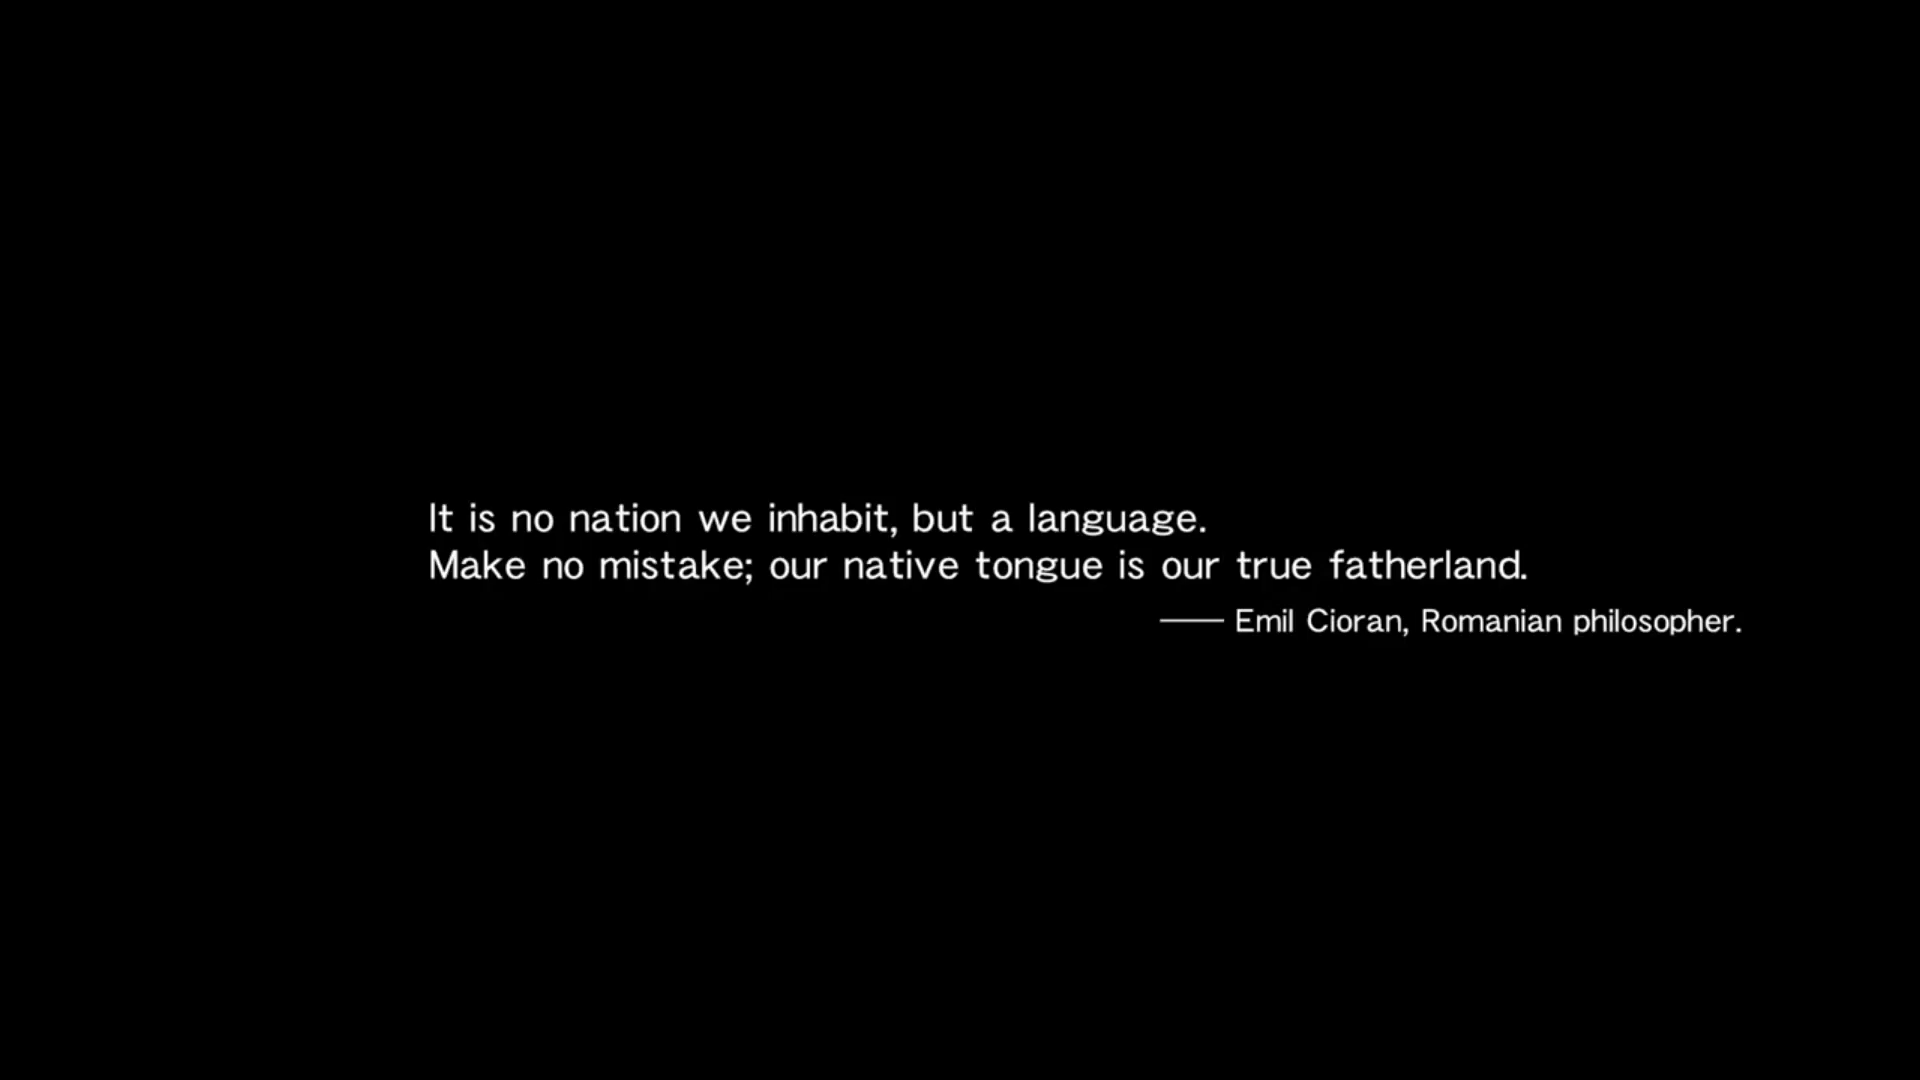 It is no nation we inhabit, but a language.
Make no mistake; our native tongue is our true fatherland.
—— Emil Cioran, Romanian philosopher.